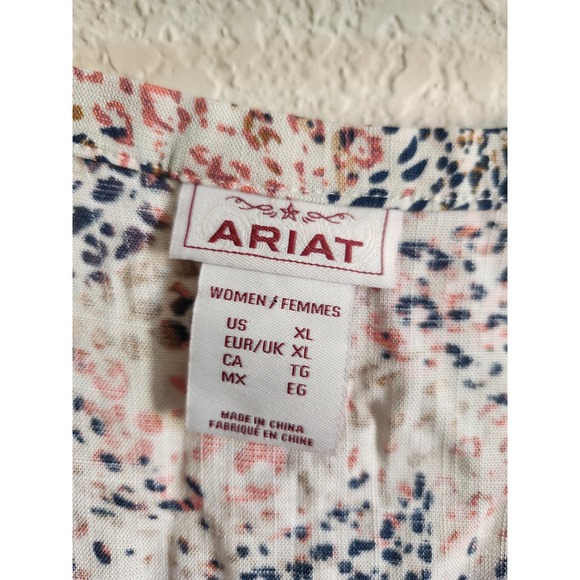 ARIAT
WOMEN / FEMMES
US XL
EUR/UK XL
CA TG
MX EG
MADE IN CHINA
FABRIQUÉ EN CHINE